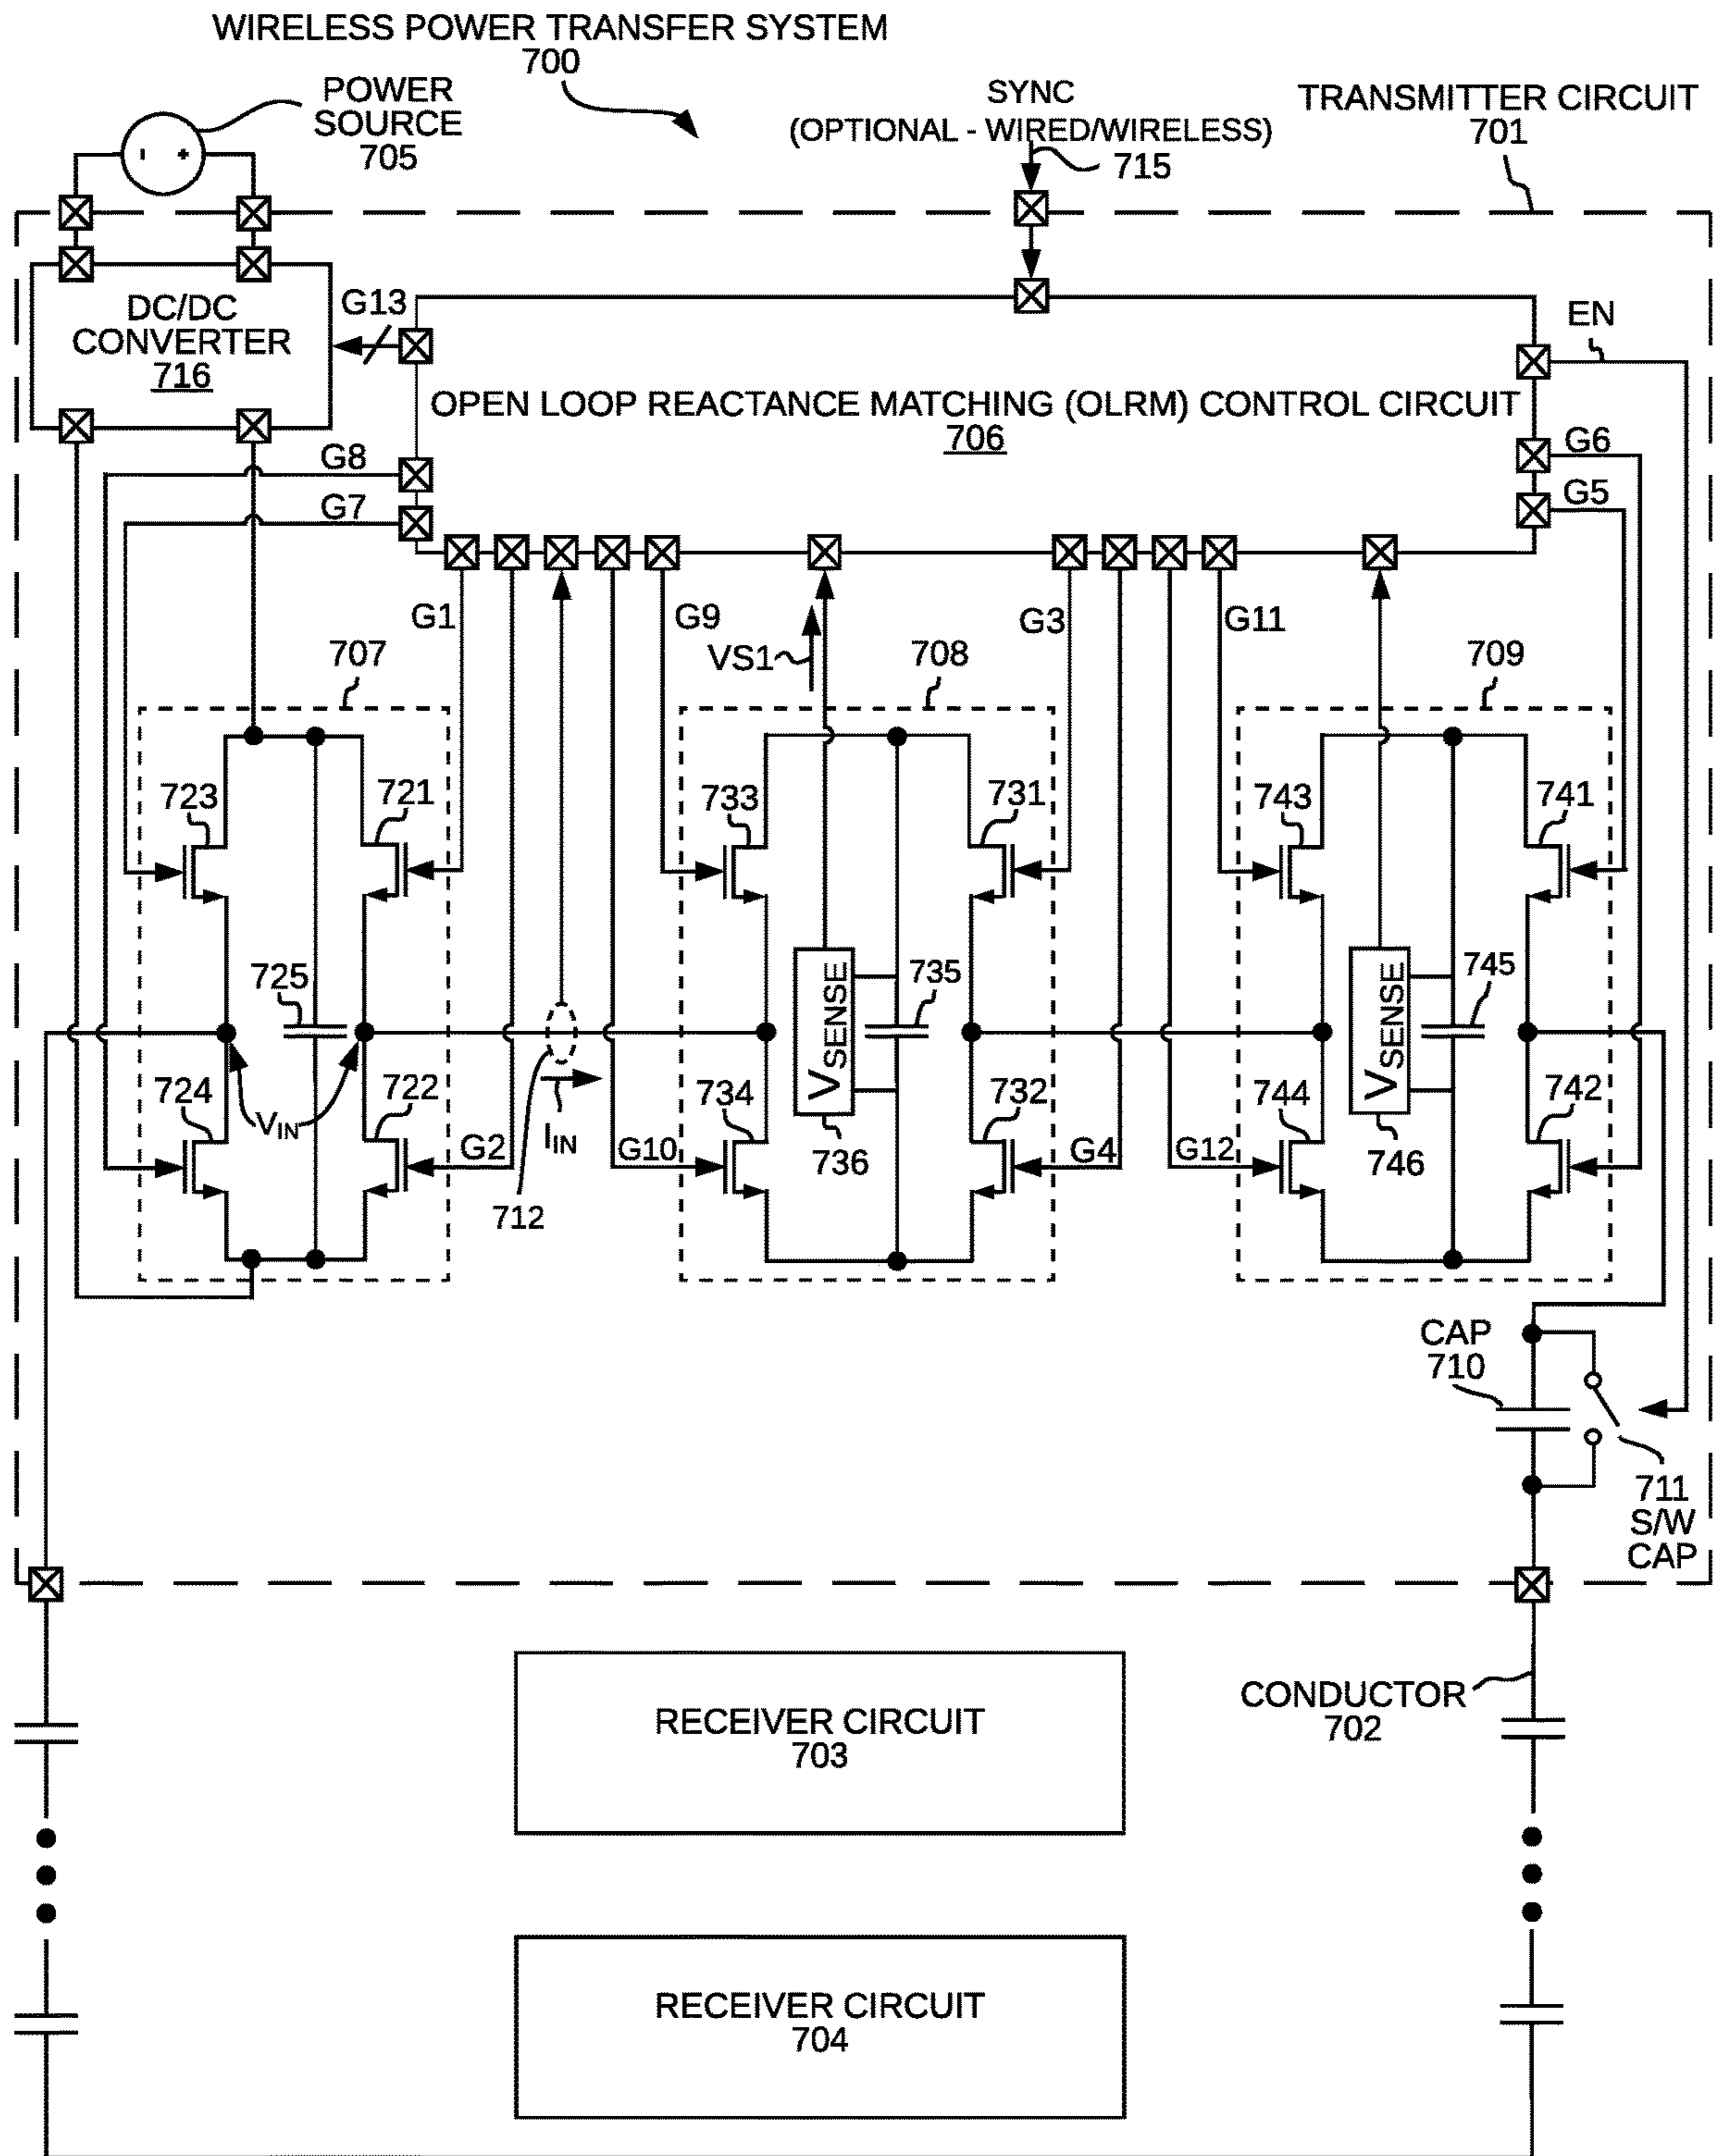 WIRELESS POWER TRANSFER SYSTEM
700
POWER
SOURCE
705
- +
SYNC
(OPTIONAL - WIRED/WIRELESS)
715
TRANSMITTER CIRCUIT
701
DC/DC
CONVERTER
716
G13
EN
OPEN LOOP REACTANCE MATCHING (OLRM) CONTROL CIRCUIT
706
G8
G7
G6
G5
G1
G9
VS1
G3
G11
707
708
709
723
721
733
731
743
741
725
VSENSE
735
VSENSE
745
724
VIN
722
G2
712
IIN
G10
734
736
732
G4
G12
744
746
742
CAP
710
711
S/W
CAP
CONDUCTOR
702
RECEIVER CIRCUIT
703
RECEIVER CIRCUIT
704